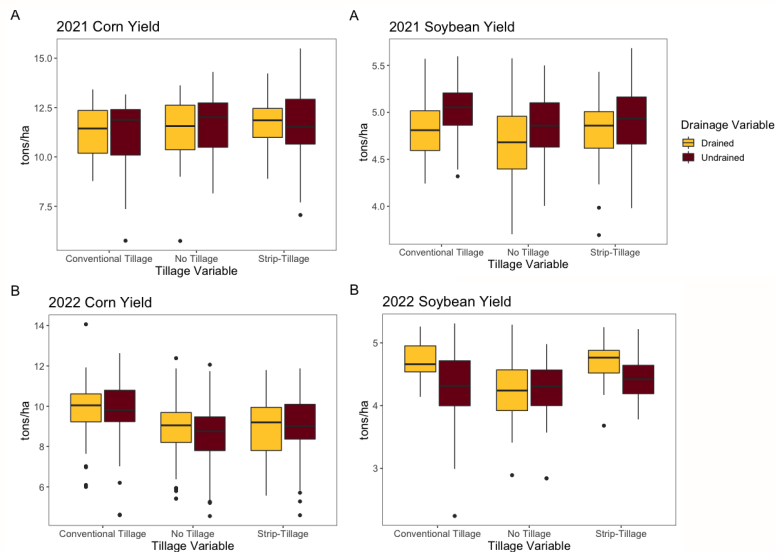 A
2021 Corn Yield
tons/ha
15.0
12.5
10.0
7.5
Conventional Tillage
No Tillage
Strip-Tillage
Tillage Variable
A
2021 Soybean Yield
tons/ha
5.5
5.0
4.5
4.0
Conventional Tillage
No Tillage
Strip-Tillage
Tillage Variable
Drainage Variable
Drained
Undrained
B
2022 Corn Yield
tons/ha
14
12
10
8
6
Conventional Tillage
No Tillage
Strip-Tillage
Tillage Variable
B
2022 Soybean Yield
tons/ha
5
4
3
Conventional Tillage
No Tillage
Strip-Tillage
Tillage Variable